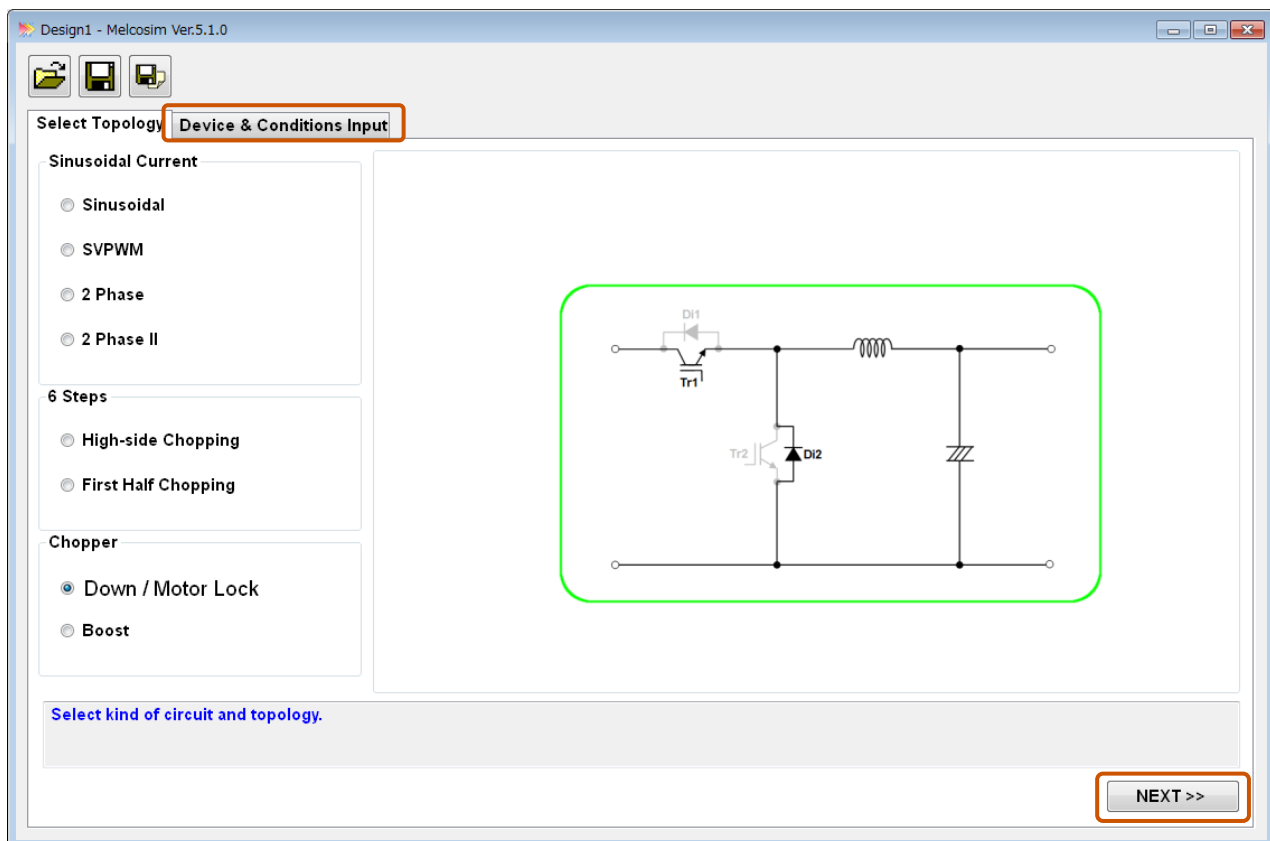 Design1 - Melcosim Ver.5.1.0
Select Topology
Device & Conditions Input
Sinusoidal Current
Sinusoidal
SVPWM
2 Phase
2 Phase II
6 Steps
High-side Chopping
First Half Chopping
Chopper
Down / Motor Lock
Boost
Di1
Tr1
Tr2
Di2
Select kind of circuit and topology.
NEXT >>